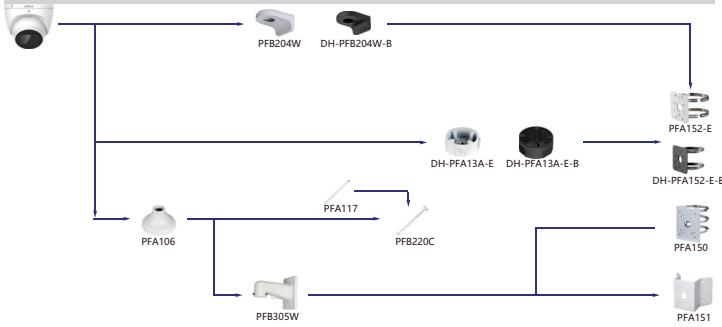 PFB204W
DH-PFB204W-B
PFA152-E
DH-PFA13A-E
DH-PFA13A-E-B
DH-PFA152-E-B
PFA117
PFA106
PFB220C
PFA150
PFB305W
PFA151